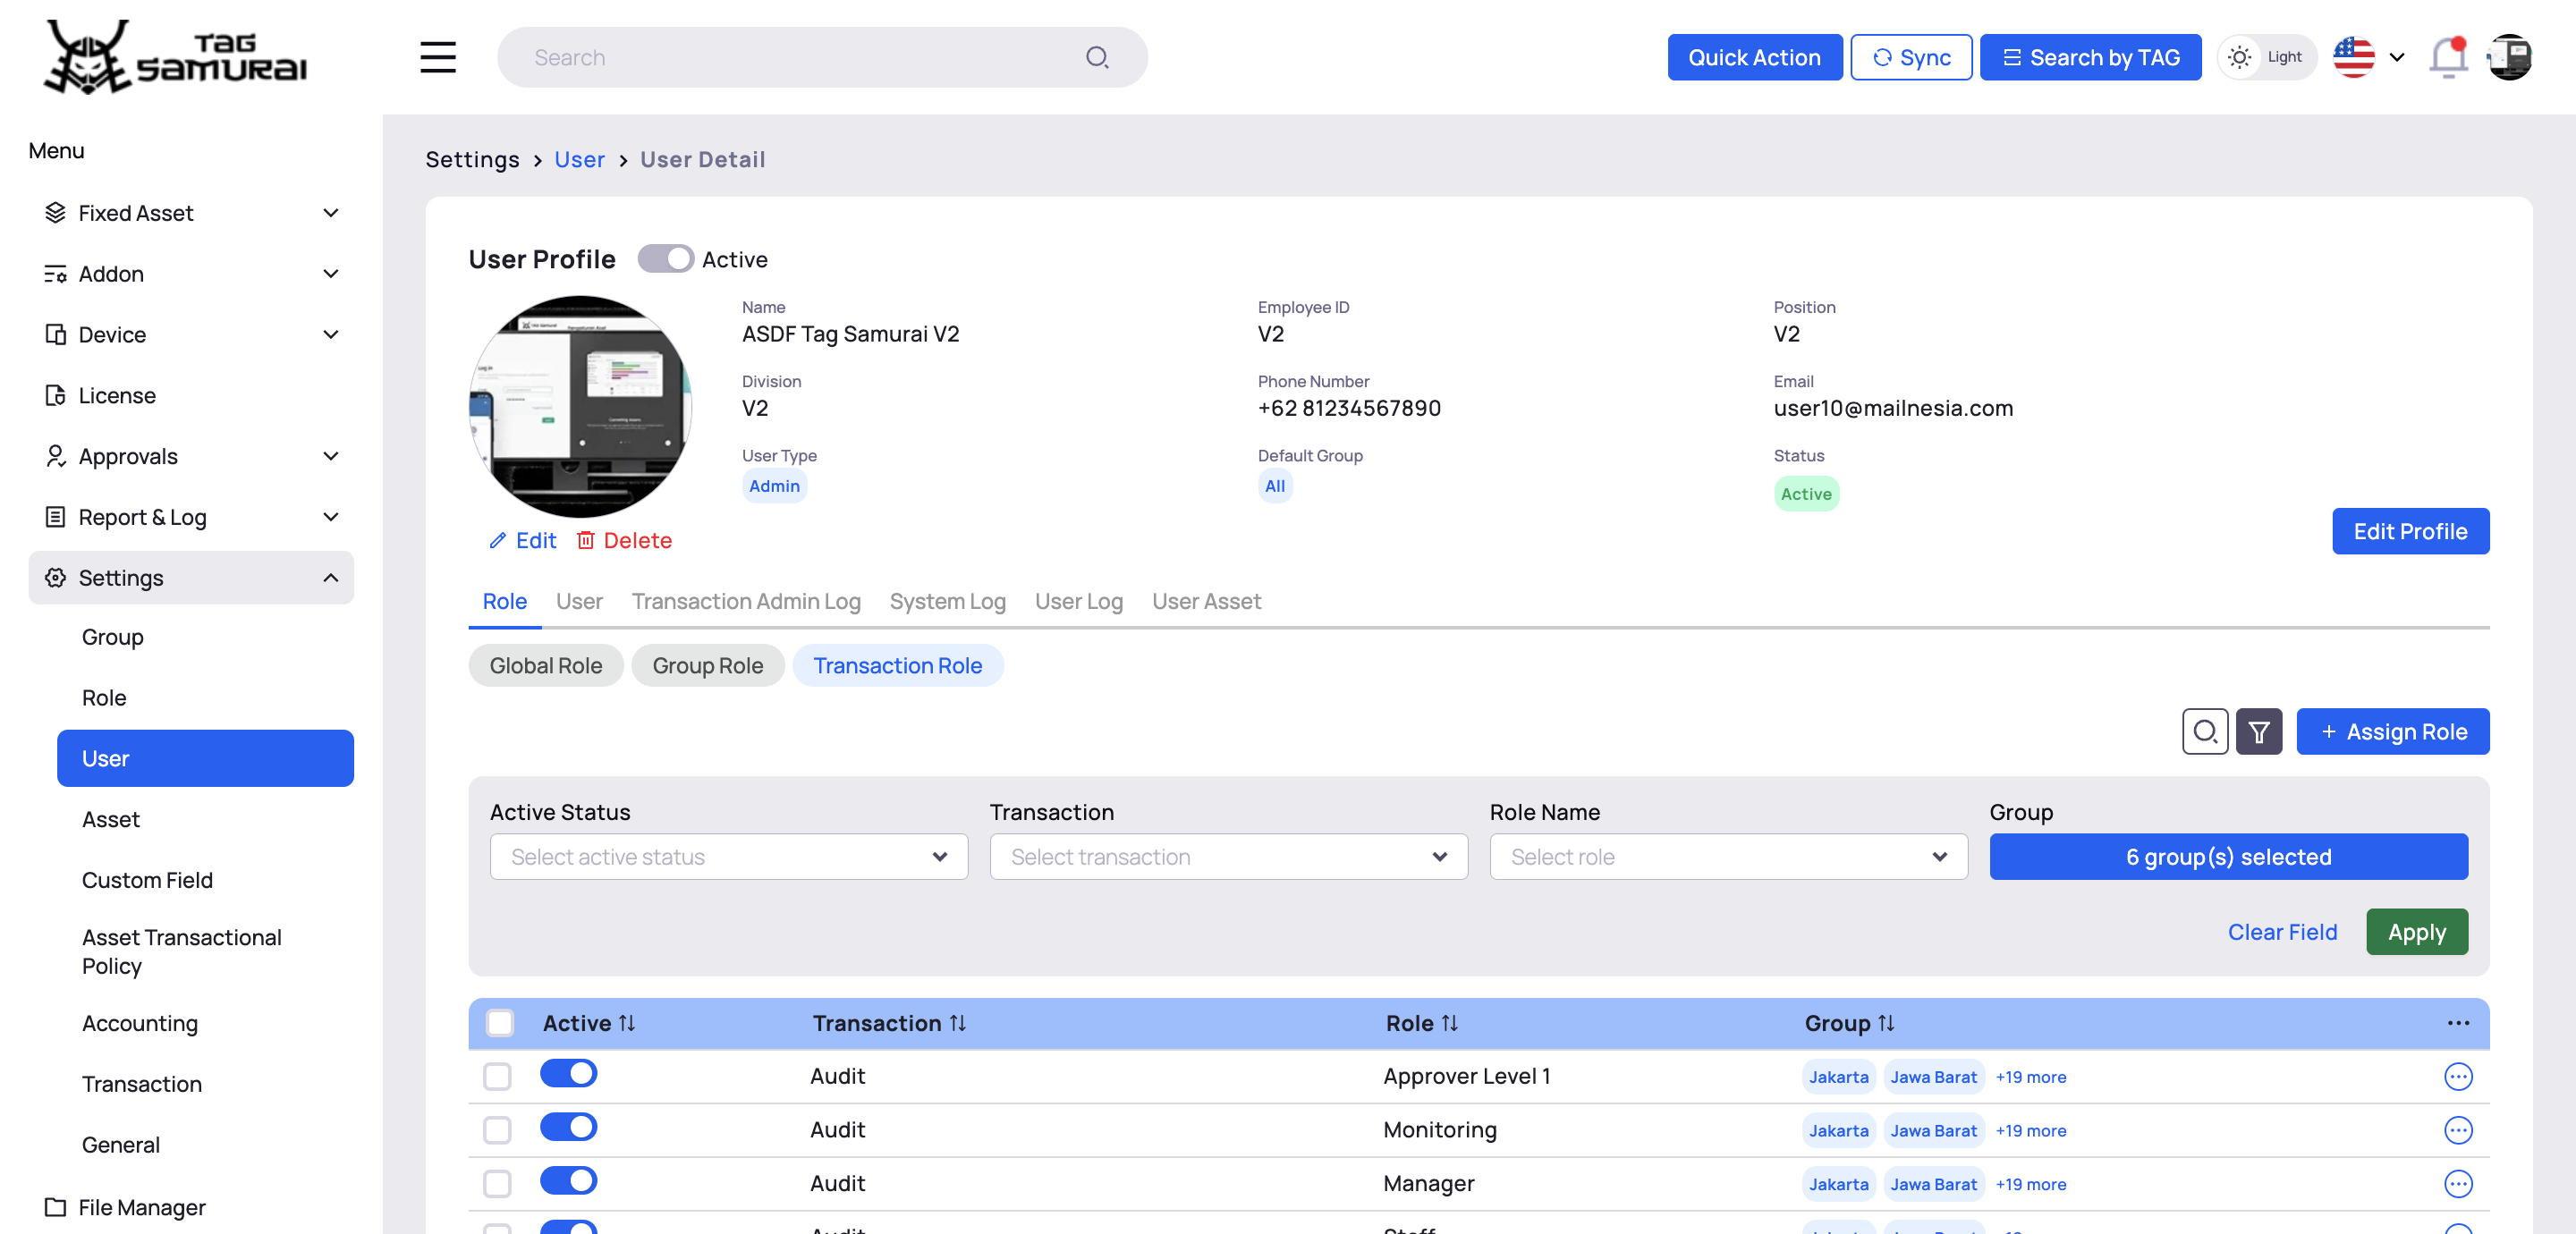 TAG SAMURAI
Search
Quick Action
Sync
Search by TAG
Light
Menu
Fixed Asset
Addon
Device
License
Approvals
Report & Log
Settings
Group
Role
User
Asset
Custom Field
Asset Transactional
Policy
Accounting
Transaction
General
File Manager
Settings > User > User Detail
User Profile Active
Name
ASDF Tag Samurai V2
Employee ID
V2
Position
V2
Division
V2
Phone Number
+62 81234567890
Email
user10@mailnesia.com
User Type
Admin
Default Group
All
Status
Active
Edit Delete
Edit Profile
Role User Transaction Admin Log System Log User Log User Asset
Global Role Group Role Transaction Role
+ Assign Role
Active Status
Select active status
Transaction
Select transaction
Role Name
Select role
Group
6 group(s) selected
Clear Field Apply
Active Transaction Role Group
Audit Approver Level 1 Jakarta Jawa Barat +19 more
Audit Monitoring Jakarta Jawa Barat +19 more
Audit Manager Jakarta Jawa Barat +19 more